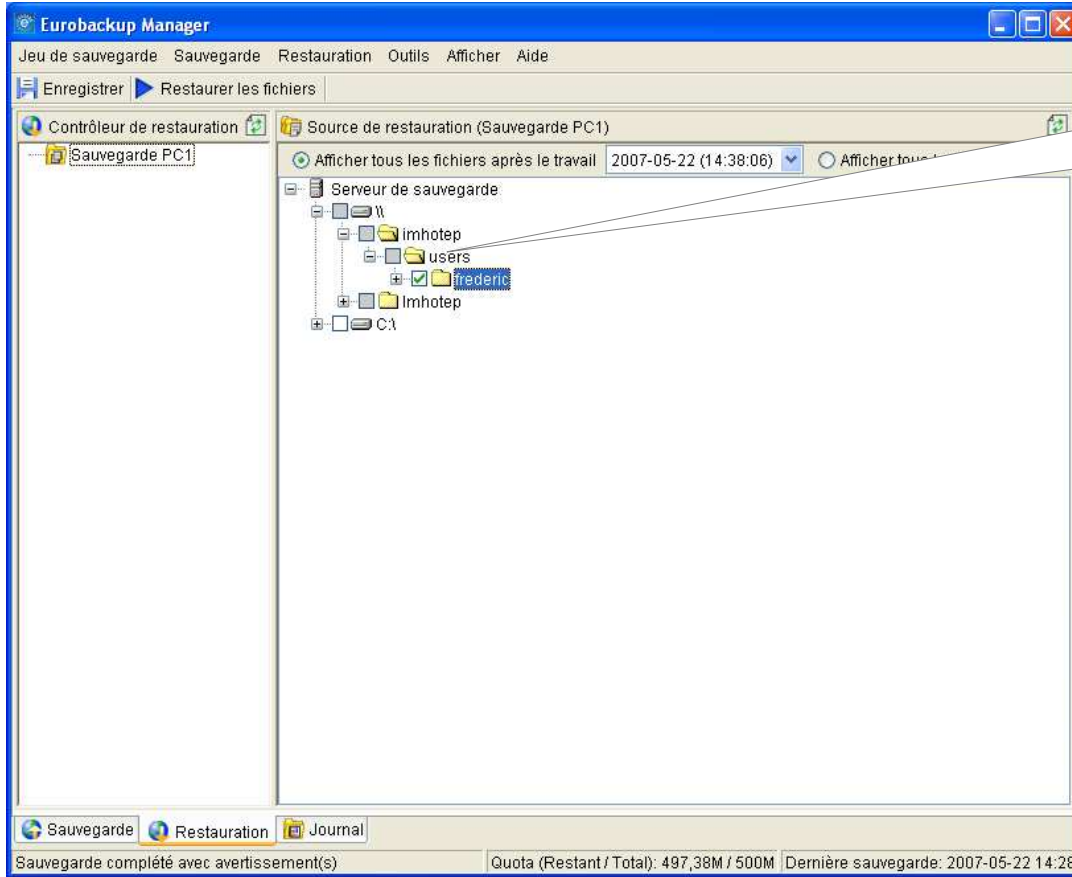 Eurobackup Manager
Jeu de sauvegarde Sauvegarde Restauration Outils Afficher Aide
Enregistrer Restaurer les fichiers
Contrôleur de restauration
Source de restauration (Sauvegarde PC1)
Sauvegarde PC1
Afficher tous les fichiers après le travail 2007-05-22 (14:38:06) Afficher tous
Serveur de sauvegarde
\\
imhotep
users
frederic
Imhotep
C:\
Sauvegarde Restauration Journal
Sauvegarde complété avec avertissement(s) Quota (Restant / Total): 497,38M / 500M Dernière sauvegarde: 2007-05-22 14:28